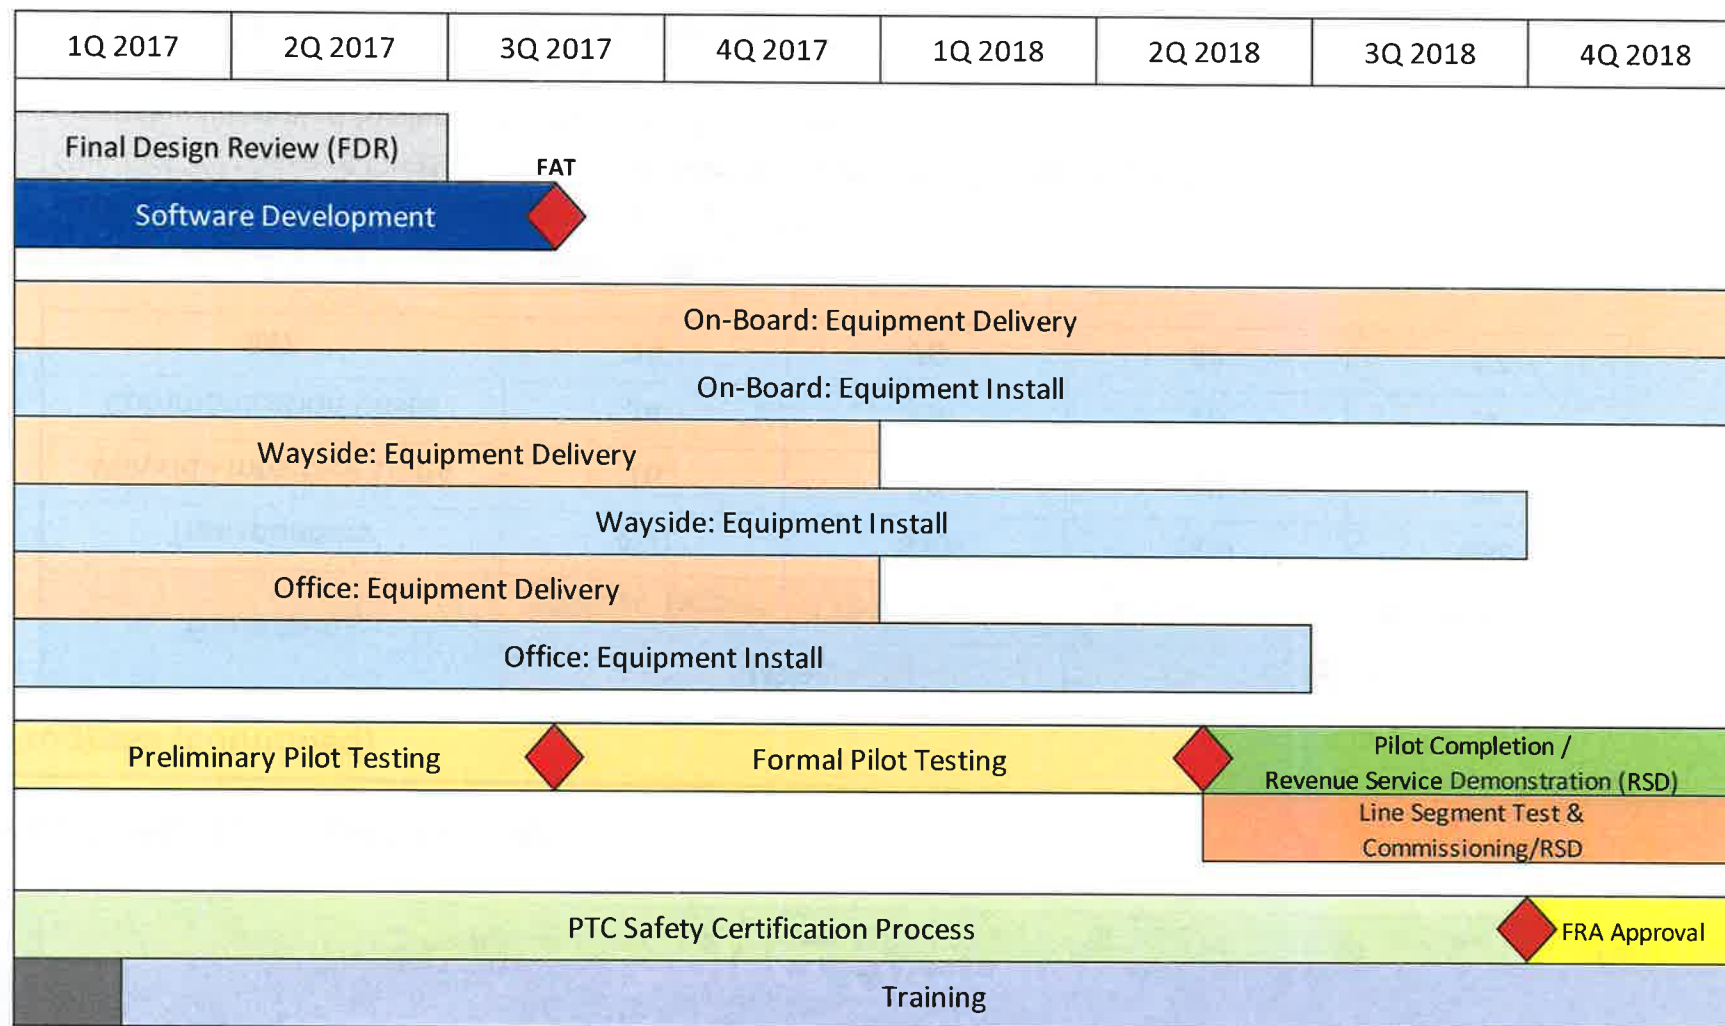 1Q 2017 2Q 2017 3Q 2017 4Q 2017 1Q 2018 2Q 2018 3Q 2018 4Q 2018
Final Design Review (FDR)
FAT
Software Development
On-Board: Equipment Delivery
On-Board: Equipment Install
Wayside: Equipment Delivery
Wayside: Equipment Install
Office: Equipment Delivery
Office: Equipment Install
Preliminary Pilot Testing
Formal Pilot Testing
Pilot Completion /
Revenue Service Demonstration (RSD)
Line Segment Test &
Commissioning/RSD
PTC Safety Certification Process
FRA Approval
Training